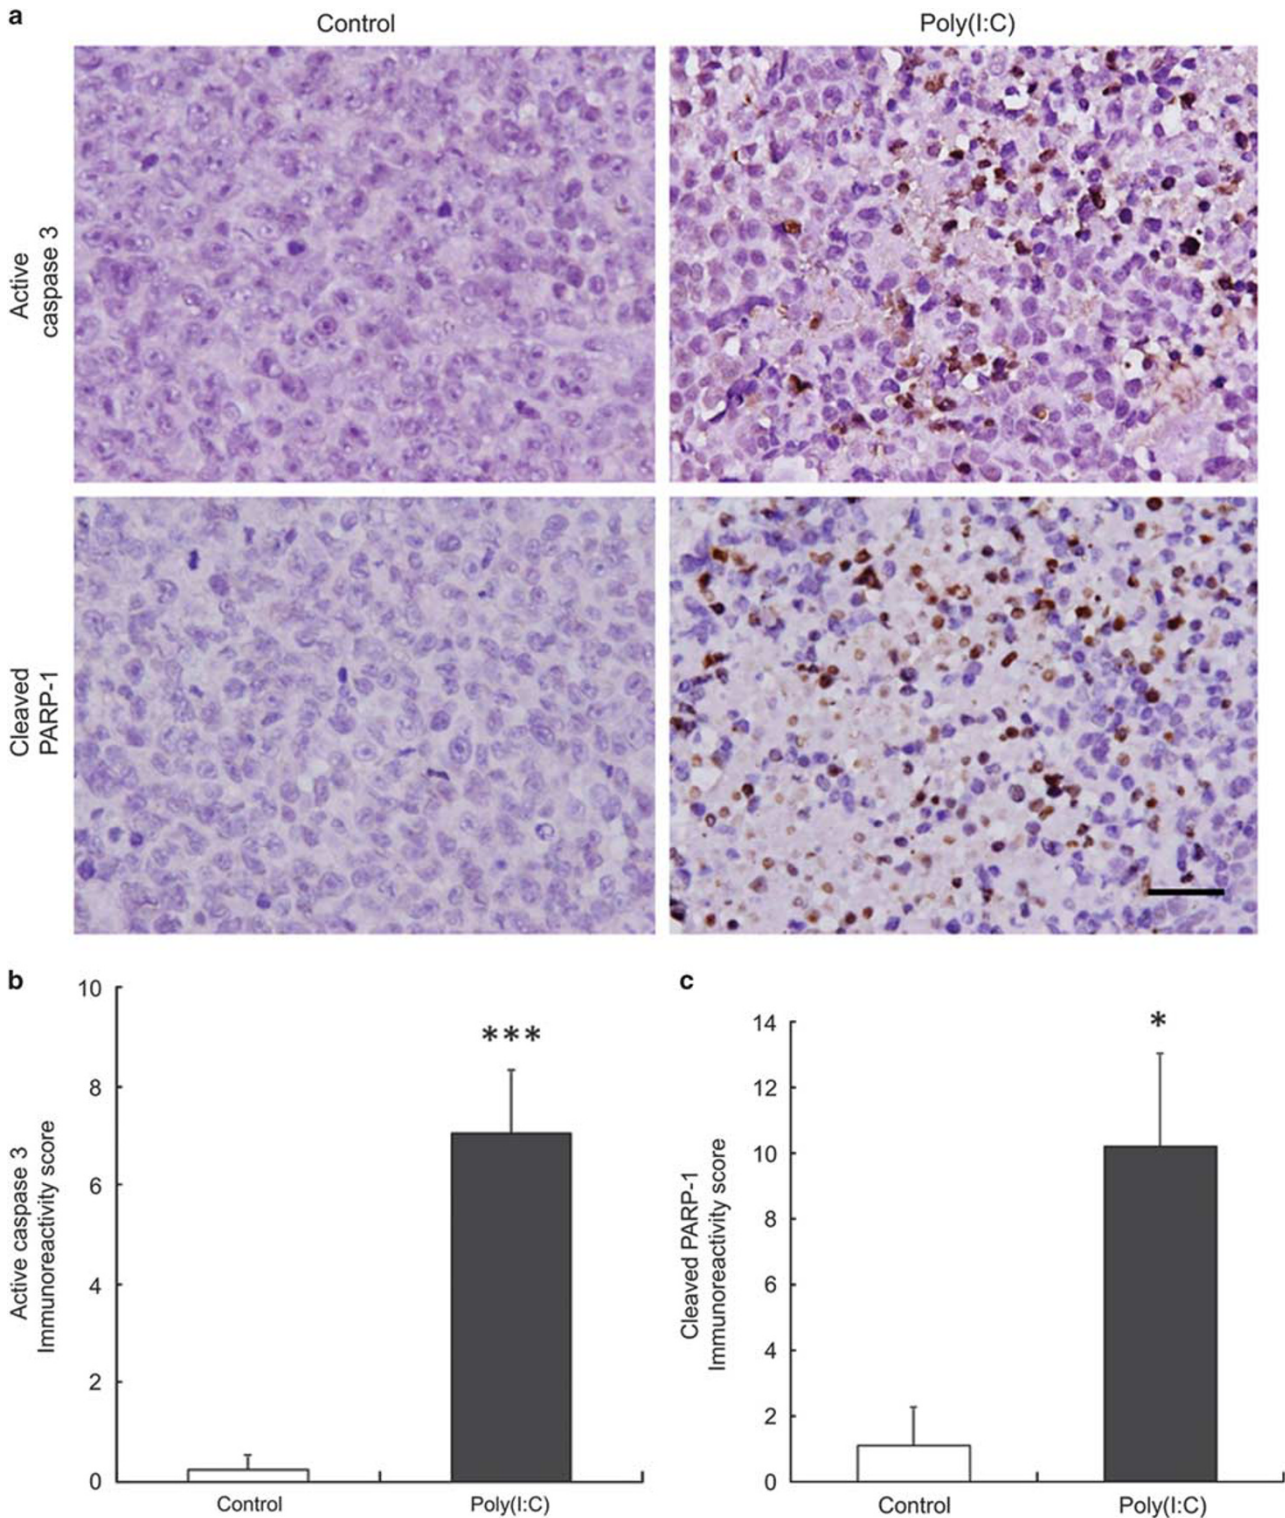 a
Control
Poly(I:C)
Active
caspase 3
Cleaved
PARP-1
b
10
8
6
4
2
0
Active caspase 3
Immunoreactivity score
***
Control
Poly(I:C)
c
14
12
10
8
6
4
2
0
Cleaved PARP-1
Immunoreactivity score
*
Control
Poly(I:C)